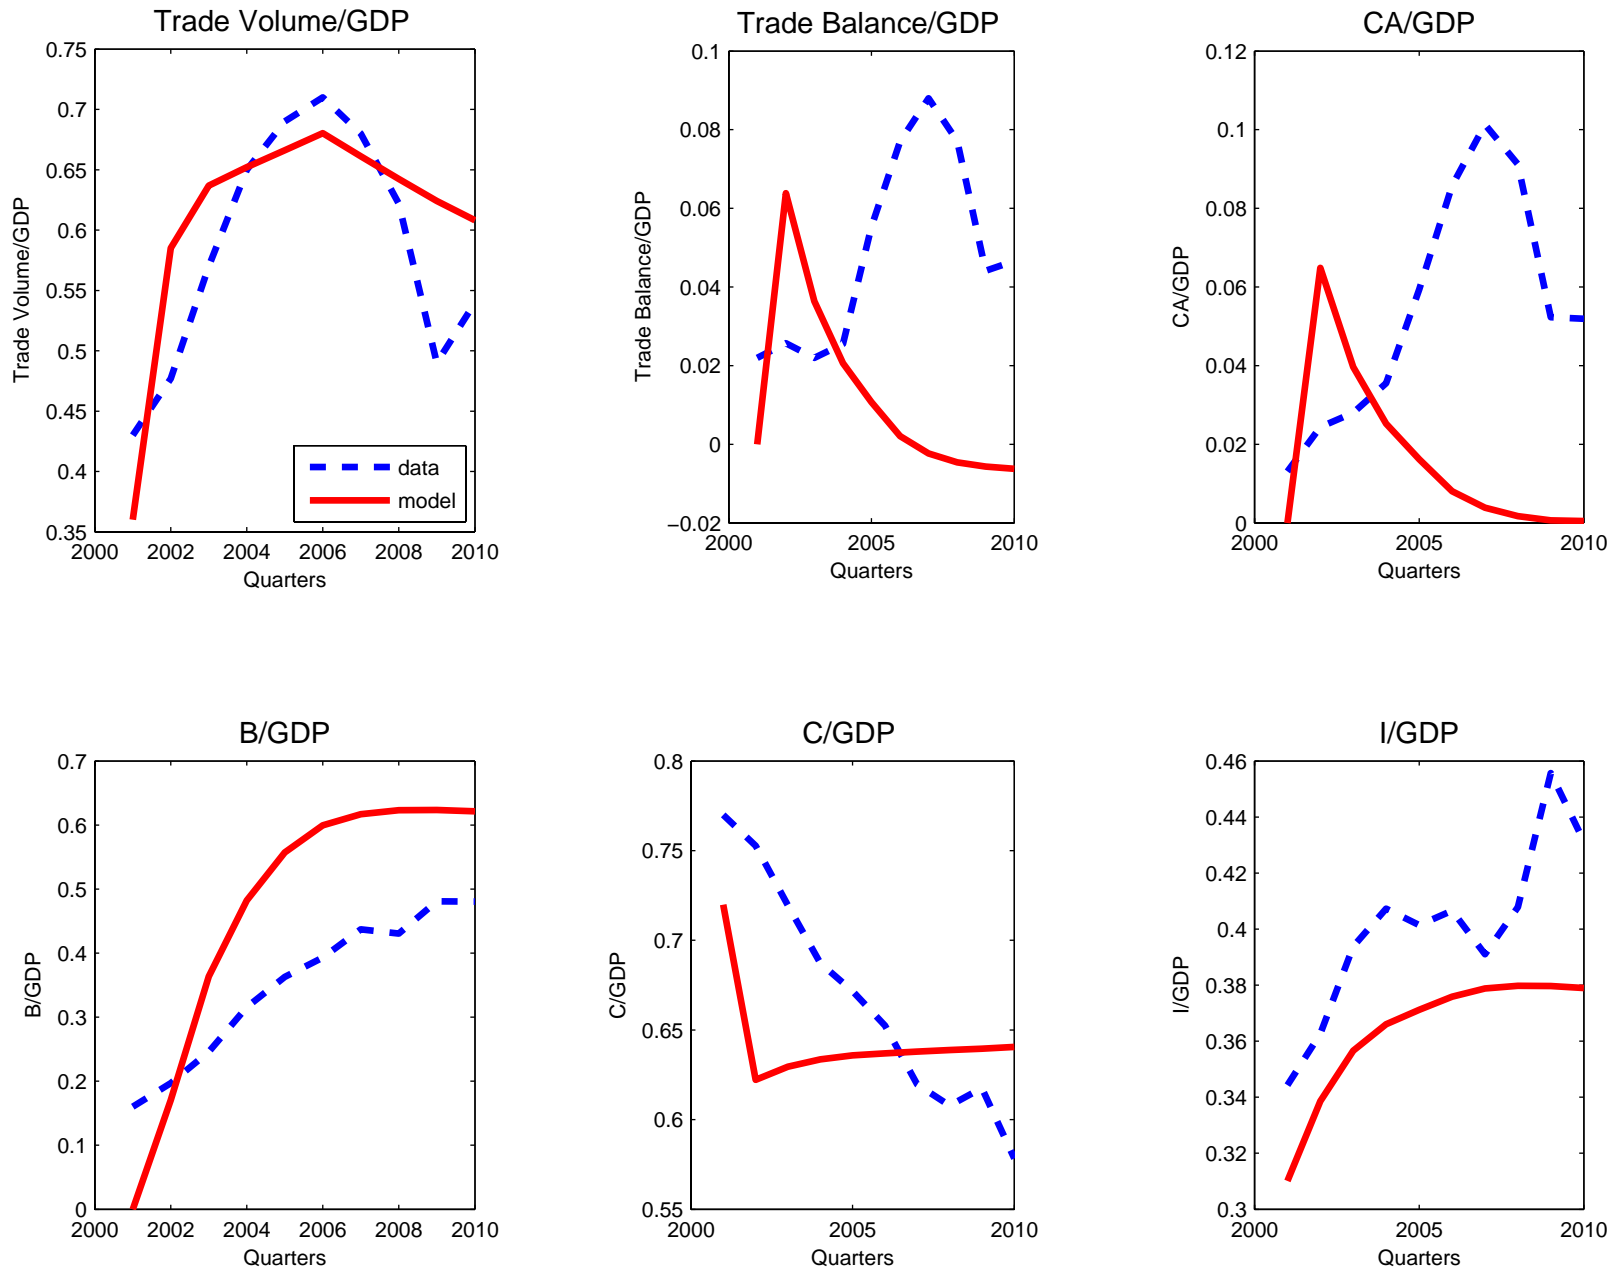 Trade Volume/GDP
Trade Volume/GDP
0.75
0.7
0.65
0.6
0.55
0.5
0.45
0.4
0.35
2000 2002 2004 2006 2008 2010
Quarters
data
model
Trade Balance/GDP
Trade Balance/GDP
0.1
0.08
0.06
0.04
0.02
0
−0.02
2000 2005 2010
Quarters
CA/GDP
CA/GDP
0.12
0.1
0.08
0.06
0.04
0.02
0
2000 2005 2010
Quarters
B/GDP
B/GDP
0.7
0.6
0.5
0.4
0.3
0.2
0.1
0
2000 2002 2004 2006 2008 2010
Quarters
C/GDP
C/GDP
0.8
0.75
0.7
0.65
0.6
0.55
2000 2005 2010
Quarters
I/GDP
I/GDP
0.46
0.44
0.42
0.4
0.38
0.36
0.34
0.32
0.3
2000 2005 2010
Quarters